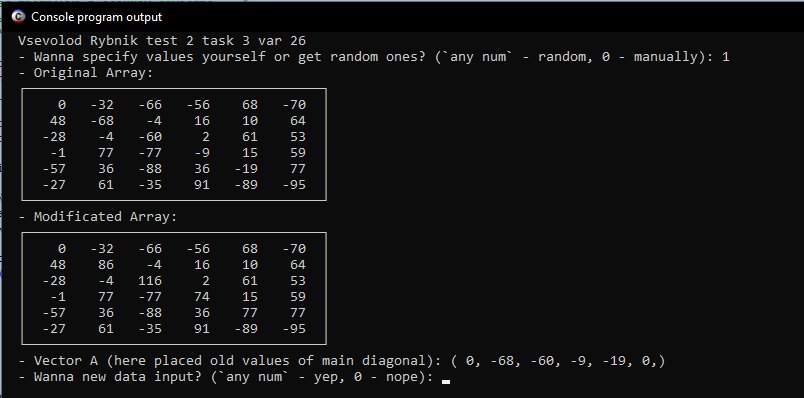 Console program output
Vsevolod Rybnik test 2 task 3 var 26
- Wanna specify values yourself or get random ones? (`any num` - random, 0 - manually): 1
- Original Array:
0 -32 -66 -56 68 -70
48 -68 -4 16 10 64
-28 -4 -60 2 61 53
-1 77 -77 -9 15 59
-57 36 -88 36 -19 77
-27 61 -35 91 -89 -95
- Modificated Array:
0 -32 -66 -56 68 -70
48 86 -4 16 10 64
-28 -4 116 2 61 53
-1 77 -77 74 15 59
-57 36 -88 36 77 77
-27 61 -35 91 -89 -95
- Vector A (here placed old values of main diagonal): ( 0, -68, -60, -9, -19, 0,)
- Wanna new data input? (`any num` - yep, 0 - nope):